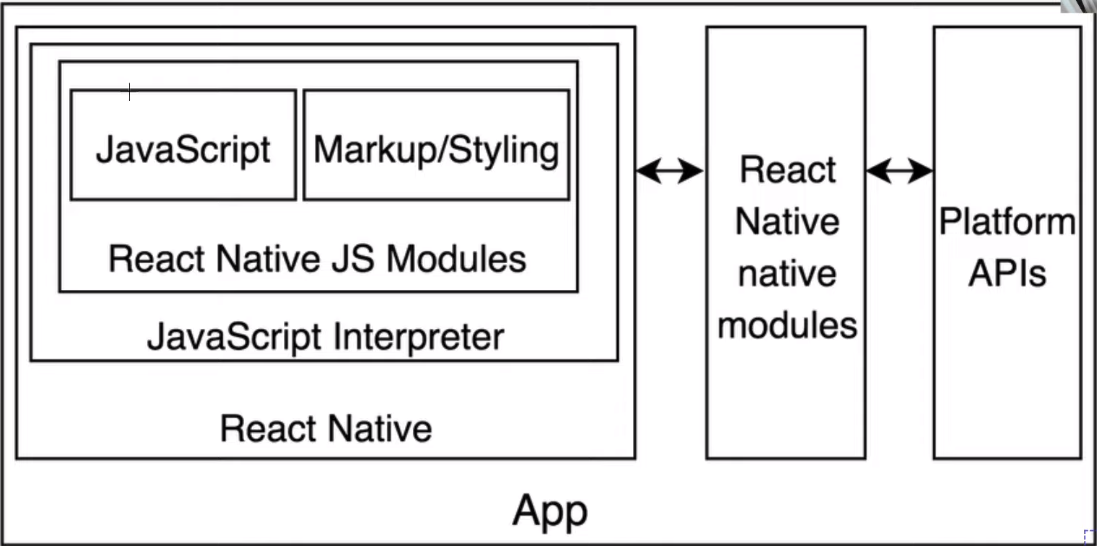 JavaScript
Markup/Styling
React Native JS Modules
JavaScript Interpreter
React Native
React
Native
native
modules
Platform
APIs
App